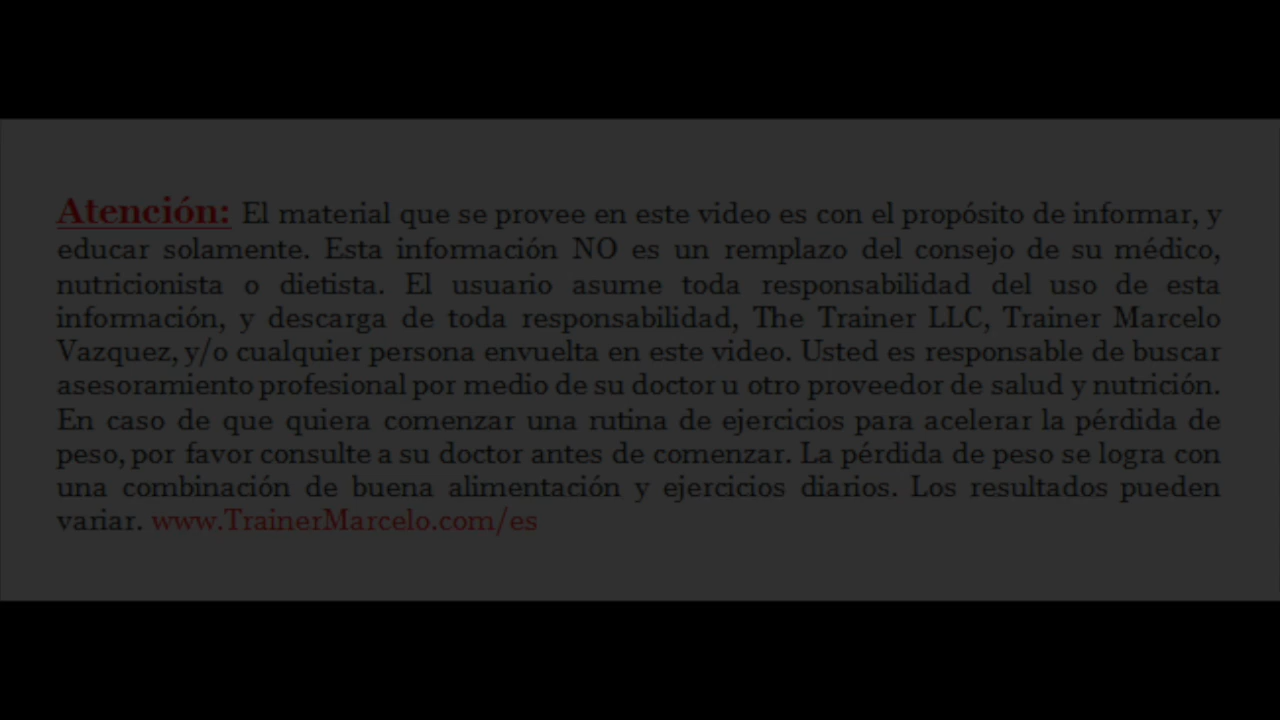 Atención: El material que se provee en este video es con el propósito de informar, y
educar solamente. Esta información NO es un remplazo del consejo de su médico,
nutricionista o dietista. El usuario asume toda responsabilidad del uso de esta
información, y descarga de toda responsabilidad, The Trainer LLC, Trainer Marcelo
Vazquez, y/o cualquier persona envuelta en este video. Usted es responsable de buscar
asesoramiento profesional por medio de su doctor u otro proveedor de salud y nutrición.
En caso de que quiera comenzar una rutina de ejercicios para acelerar la pérdida de
peso, por favor consulte a su doctor antes de comenzar. La pérdida de peso se logra con
una combinación de buena alimentación y ejercicios diarios. Los resultados pueden
variar. www.TrainerMarcelo.com/es